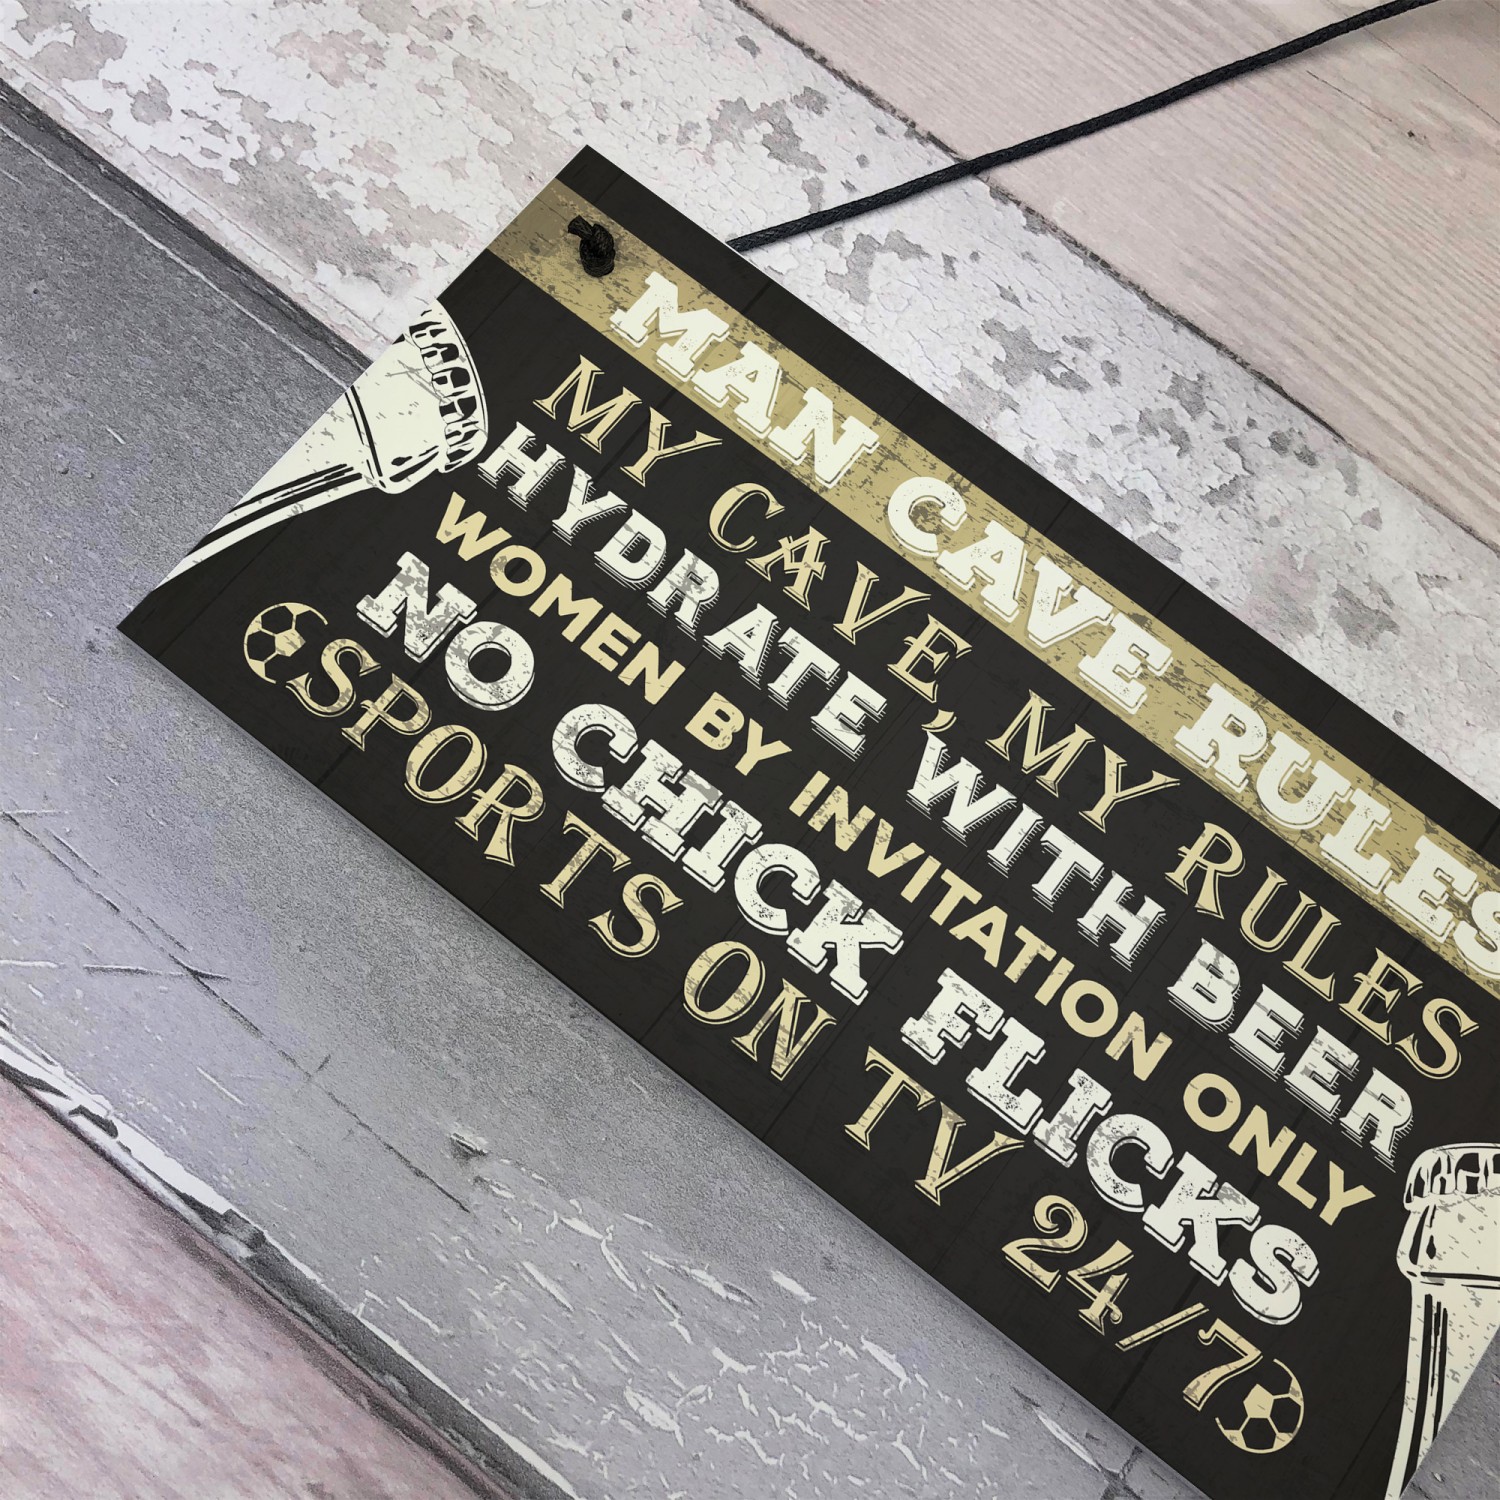 MAN CAVE RULES
MY CAVE, MY RULES
HYDRATE WITH BEER
WOMEN BY INVITATION ONLY
NO CHICK FLICKS
SPORTS ON TV 24/7